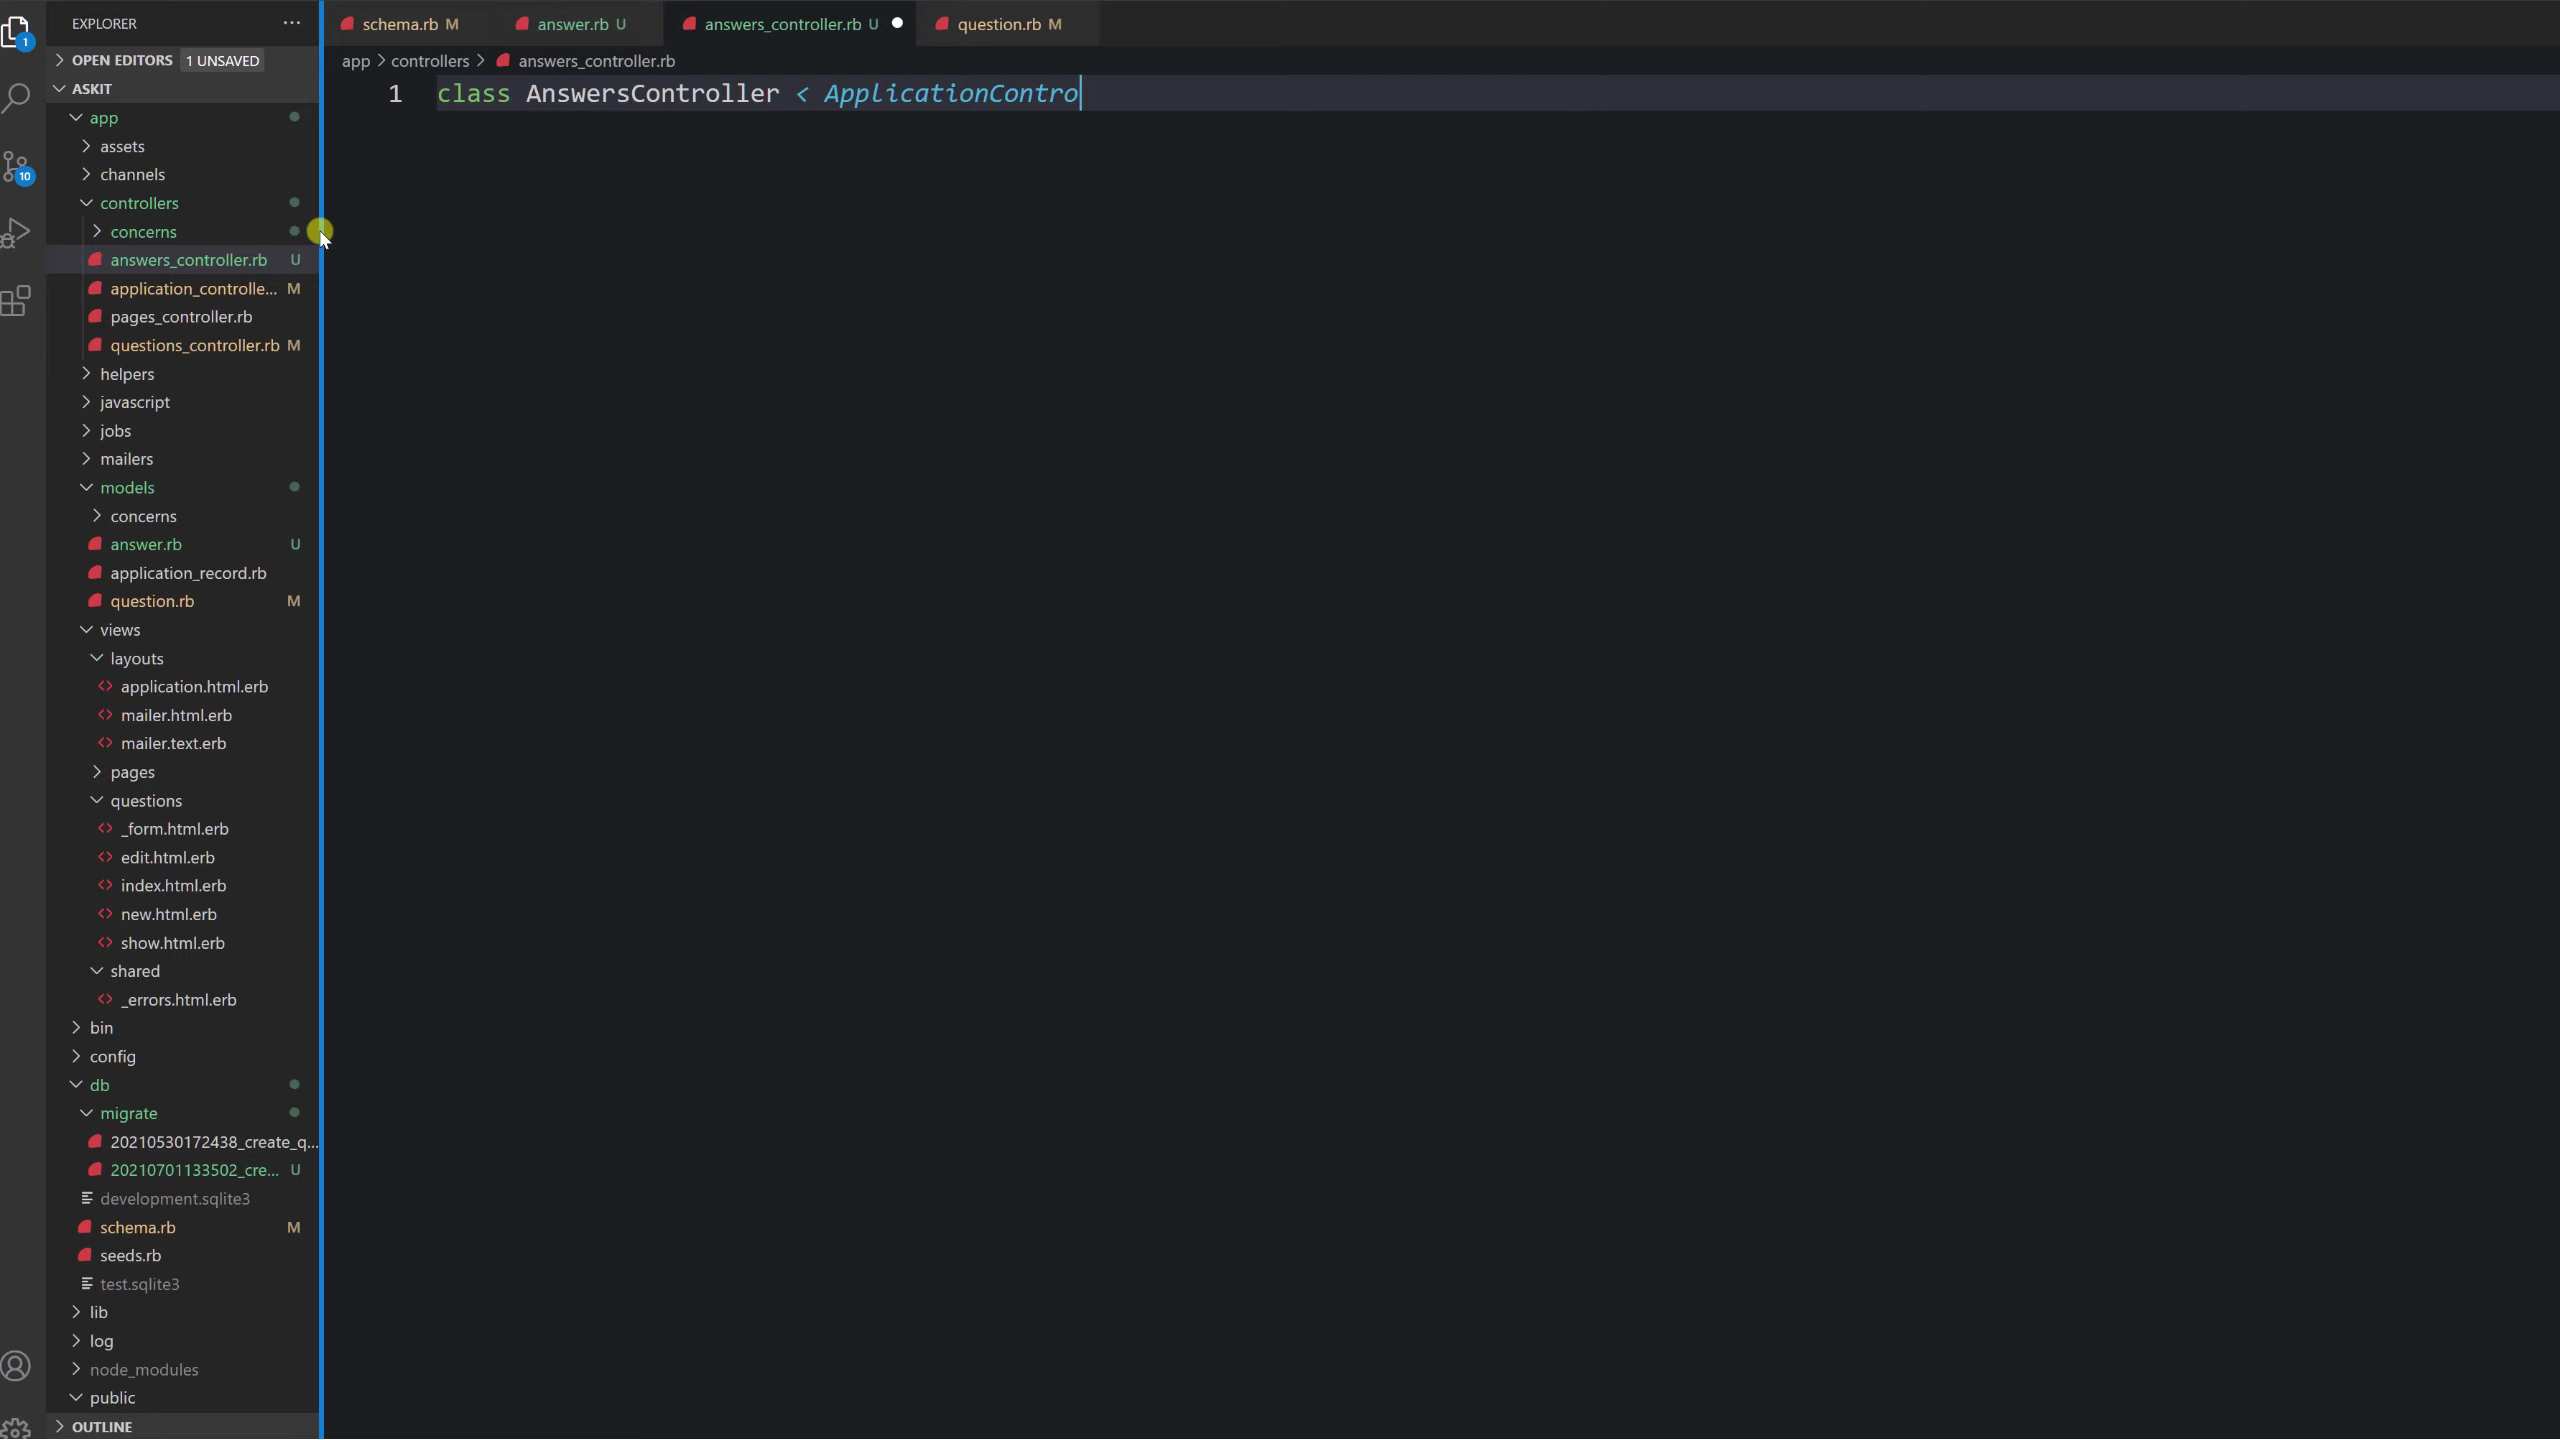 EXPLORER
OPEN EDITORS 1 UNSAVED
ASKIT
app
assets
channels
controllers
concerns
answers_controller.rb U
application_controlle... M
pages_controller.rb
questions_controller.rb M
helpers
javascript
jobs
mailers
models
concerns
answer.rb U
application_record.rb
question.rb M
views
layouts
application.html.erb
mailer.html.erb
mailer.text.erb
pages
questions
_form.html.erb
edit.html.erb
index.html.erb
new.html.erb
show.html.erb
shared
_errors.html.erb
bin
config
db
migrate
20210530172438_create_q...
20210701133502_cre... U
development.sqlite3
schema.rb M
seeds.rb
test.sqlite3
lib
log
node_modules
public
OUTLINE
1
10
schema.rb M answer.rb U answers_controller.rb U question.rb M
app > controllers > answers_controller.rb
1 class AnswersController < ApplicationContro